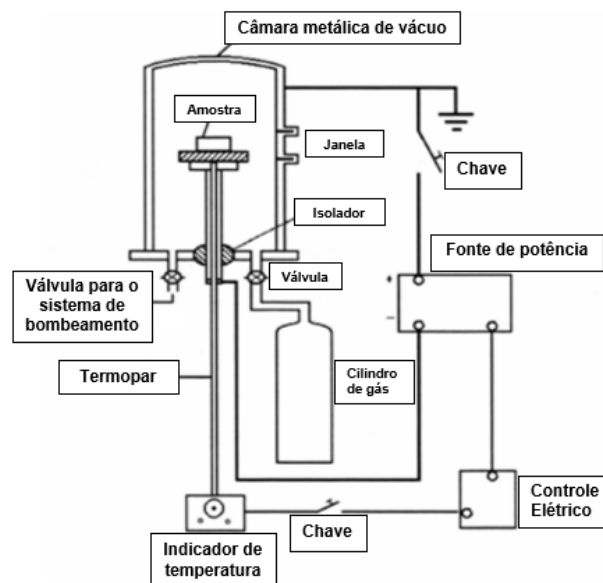 Câmara metálica de vácuo
Amostra
Janela
Chave
Isolador
Fonte de potência
Válvula
+
−
Válvula para o
sistema de
bombeamento
Termopar
Cilindro
de gás
Controle
Elétrico
Chave
Indicador de
temperatura